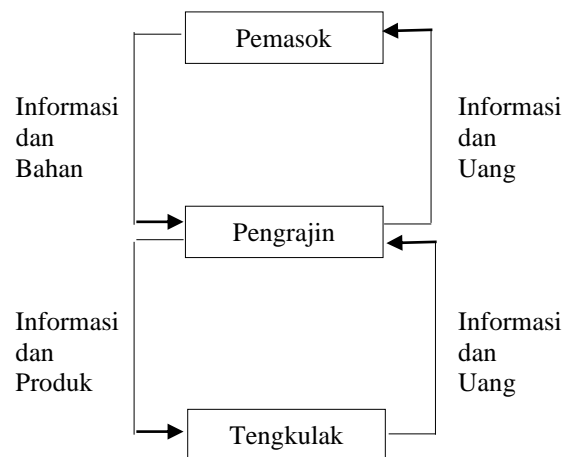 Pemasok
Informasi
dan
Bahan
Informasi
dan
Uang
Pengrajin
Informasi
dan
Produk
Informasi
dan
Uang
Tengkulak